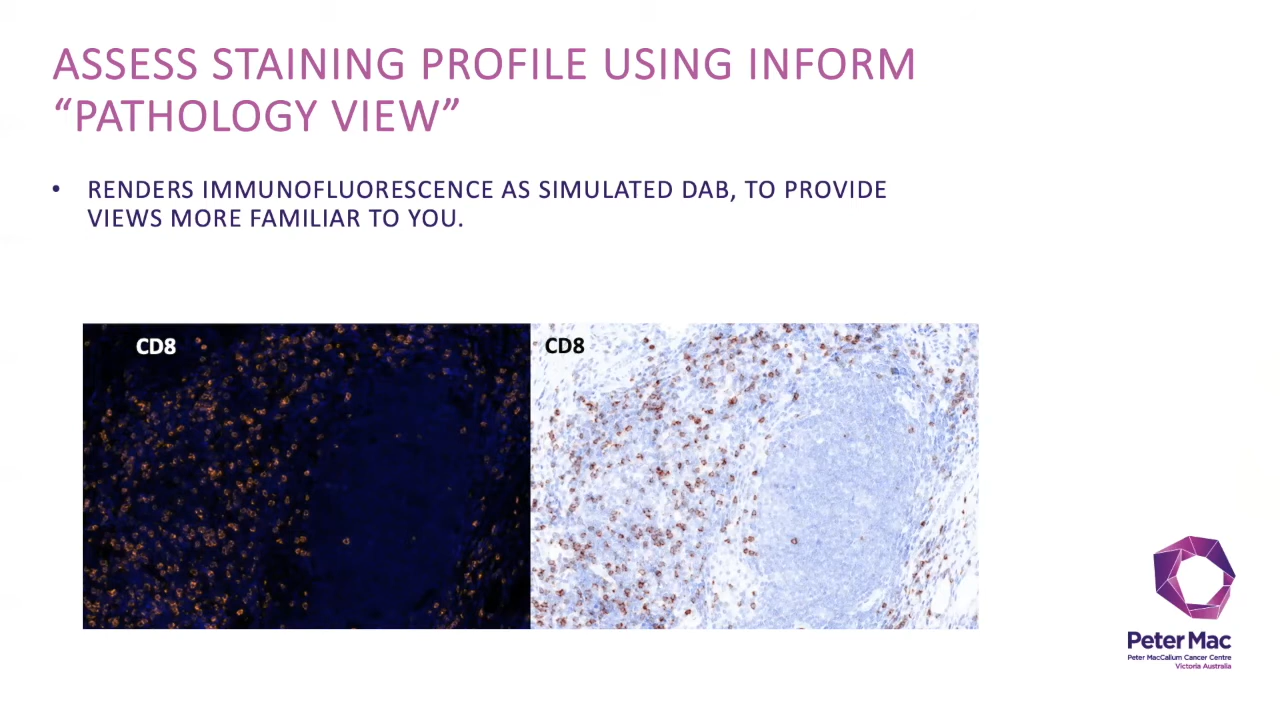 ASSESS STAINING PROFILE USING INFORM
“PATHOLOGY VIEW”
• RENDERS IMMUNOFLUORESCENCE AS SIMULATED DAB, TO PROVIDE
VIEWS MORE FAMILIAR TO YOU.
CD8
CD8
Peter Mac
Peter MacCallum Cancer Centre
Victoria Australia